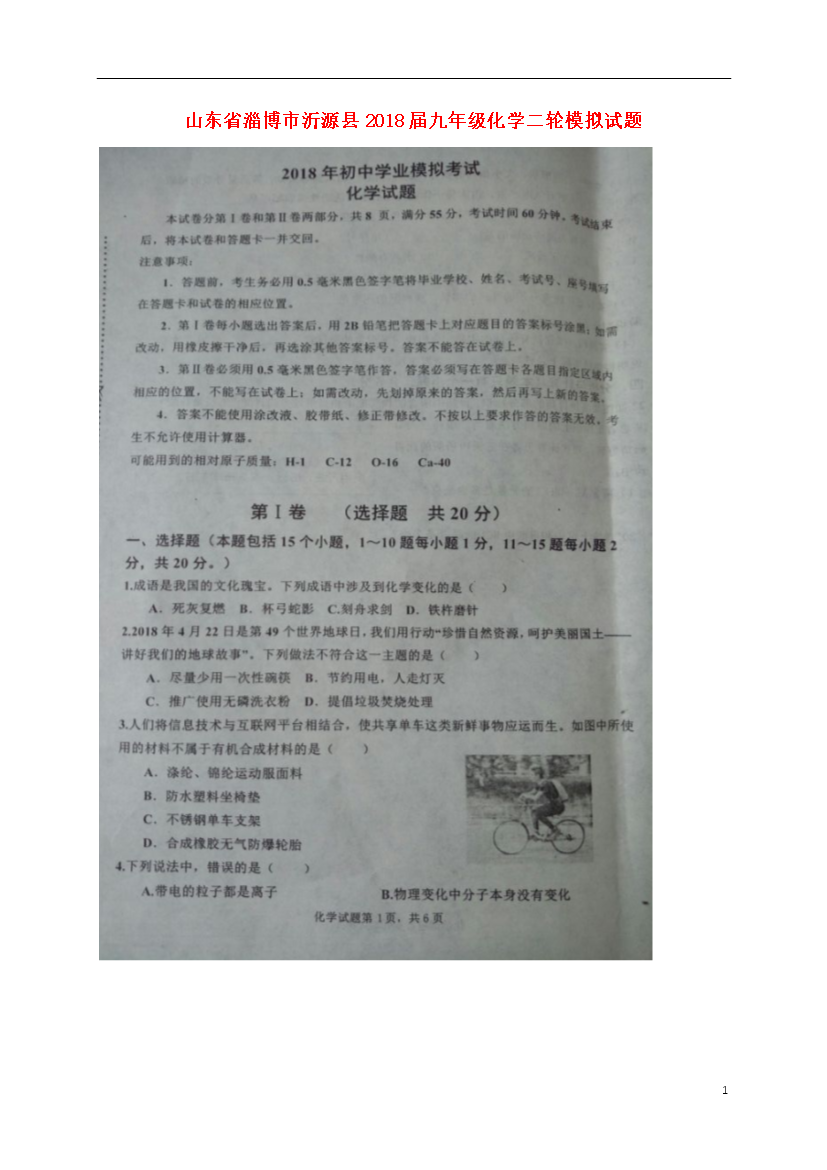 山东省淄博市沂源县2018届九年级化学二轮模拟试题
2018年初中学业模拟考试
化学试题
本试卷分第Ⅰ卷和第Ⅱ卷两部分，共8 页，满分55分，考试时间60分钟。考试结束
后，将本试卷和答题卡一并交回。
注意事项：
1．答题前，考生务必用0.5毫米黑色签字笔将毕业学校、姓名、考试号、座号填写
在答题卡和试卷的相应位置。
2．第Ⅰ卷每小题选出答案后，用2B铅笔把答题卡上对应题目的答案标号涂黑；如需
改动，用橡皮擦干净后，再选涂其他答案标号。答案不能答在试卷上。
3．第Ⅱ卷必须用0.5毫米黑色签字笔作答，答案必须写在答题卡各题目指定区域内
相应的位置，不能写在试卷上；如需改动，先划掉原来的答案，然后再写上新的答案。
4．答案不能使用涂改液、胶带纸、修正带修改。不按以上要求作答的答案无效。考
生不允许使用计算器。
可能用到的相对原子质量：H-1 C-12 O-16 Ca-40
第Ⅰ卷 （选择题 共20分）
一、选择题（本题包括15个小题，1～10题每小题1分，11～15题每小题2
分，共20分。）
1.成语是我国的文化瑰宝。下列成语中涉及到化学变化的是（ ）
A．死灰复燃 B．杯弓蛇影 C.刻舟求剑 D．铁杵磨针
2.2018年4月22日是第49个世界地球日，我们用行动“珍惜自然资源，呵护美丽国土——
讲好我们的地球故事”。下列做法不符合这一主题的是（ ）
A．尽量少用一次性碗筷 B．节约用电，人走灯灭
C．推广使用无磷洗衣粉 D．提倡垃圾焚烧处理
3.人们将信息技术与互联网平台相结合，使共享单车这类新鲜事物应运而生。如图中所使
用的材料不属于有机合成材料的是（ ）
A．涤纶、锦纶运动服面料
B．防水塑料坐椅垫
C．不锈钢单车支架
D．合成橡胶无气防爆轮胎
4.下列说法中，错误的是（ ）
A.带电的粒子都是离子 B.物理变化中分子本身没有变化
化学试题第1页，共6页
1